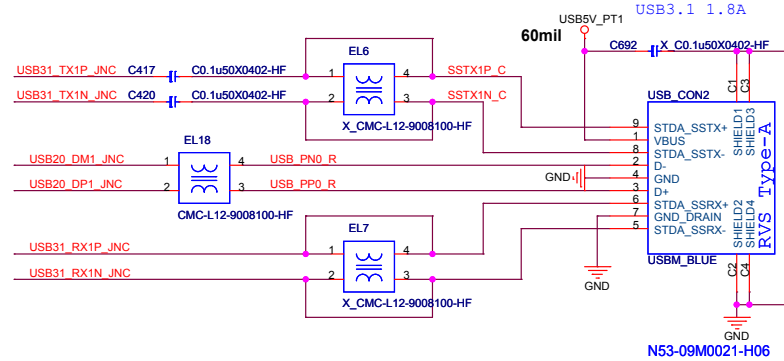 USB3.1 1.8A
USB5V_PT1
60mil
C692 X_C0.1u50X0402-HF
EL6
USB31_TX1P_JNC C417 C0.1u50X0402-HF 1 4 SSTX1P_C
USB31_TX1N_JNC C420 C0.1u50X0402-HF 2 3 SSTX1N_C
X_CMC-L12-9008100-HF
C1 C3
USB_CON2
9 STDA_SSTX+
1 VBUS
8 STDA_SSTX-
2 D-
4 GND
3 D+
6 STDA_SSRX+
7 GND_DRAIN
5 STDA_SSRX-
SHIELD1
SHIELD3
SHIELD2
SHIELD4
RVS Type-A
EL18
USB20_DM1_JNC 1 4 USB_PN0_R
USB20_DP1_JNC 2 3 USB_PP0_R
CMC-L12-9008100-HF
GND
EL7
USB31_RX1P_JNC 1 4
USB31_RX1N_JNC 2 3
X_CMC-L12-9008100-HF
GND
USBM_BLUE
C2 C4
GND
N53-09M0021-H06